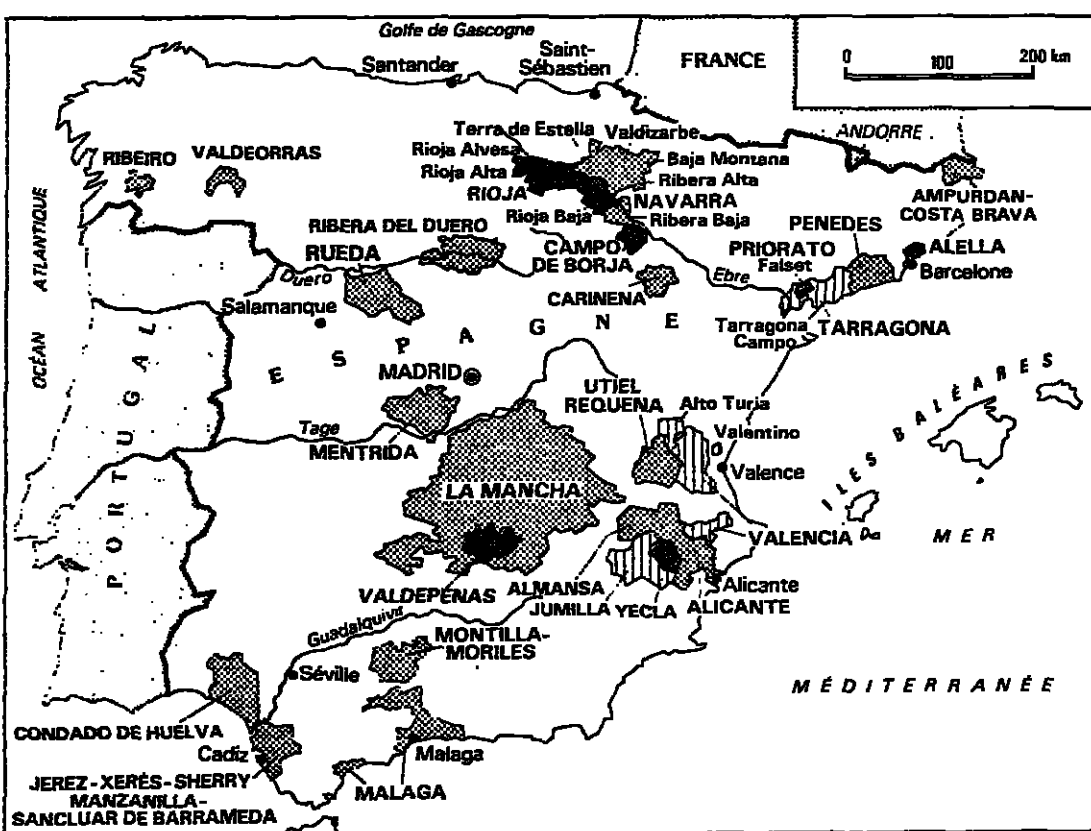 Golfe de Gascogne
Santander
Saint-
Sébastien
FRANCE
0 100 200 km
ANDORRE
Terra de Estella
Valdizarbe
Rioja Alvesa
Rioja Alta
RIOJA
Baja Montana
Ribera Alta
NAVARRA
Rioja Baja
Ribera Baja
RIBEIRO
VALDEORRAS
AMPURDAN-
COSTA BRAVA
RIBERA DEL DUERO
RUEDA
CAMPO
DE BORJA
PENEDES
PRIORATO
Falset
ALELLA
Barcelone
Duero
Ebre
CARINENA
Salamanque
Tarragona
Campo
TARRAGONA
OCÉAN ATLANTIQUE
PORTUGAL
ESPAGNE
MADRID
UTIEL
REQUENA
Alto Turia
Valentino
Valence
Tage
MENTRIDA
ILES BALÉARES
LA MANCHA
VALENCIA
MER
VALDEPENAS
ALMANSA
JUMILLA
YECLA
ALICANTE
Alicante
Guadalquivir
MONTILLA-
MORILES
Séville
MÉDITERRANÉE
CONDADO DE HUELVA
Cadiz
Malaga
JEREZ-XERÉS-SHERRY
MANZANILLA-
SANCLUAR DE BARRAMEDA
MALAGA